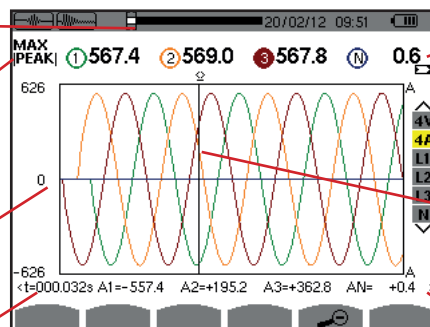 20/02/12 09:51
MAX
|PEAK| 1 567.4 2 569.0 3 567.8 N 0.6
626 A
4V
4A
L1
L2
0
L3
N
-626 A
<t=000.032s A1=-557.4 A2=+195.2 A3=+362.8 AN= +0.4